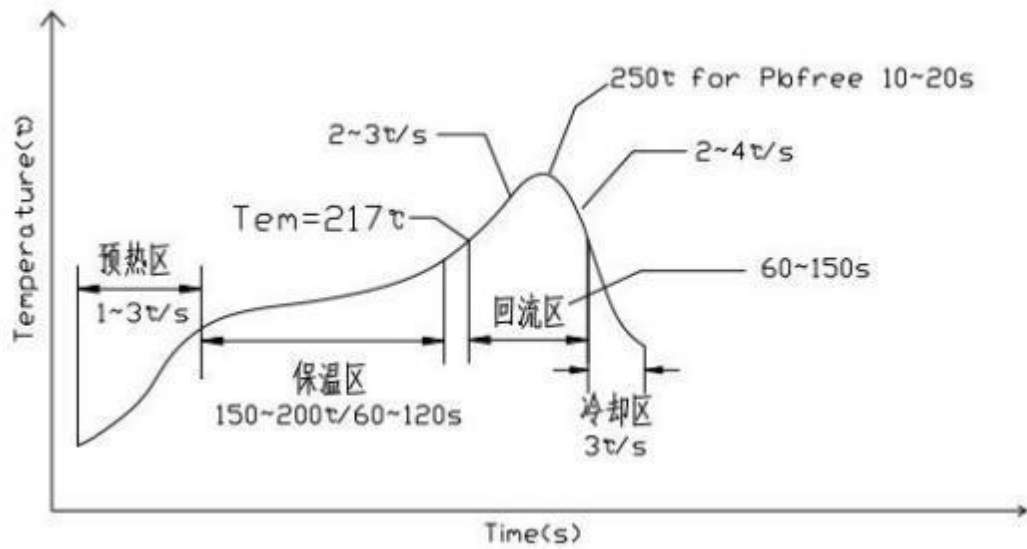 250℃ for Pbfree 10~20s
2~3℃/s
2~4℃/s
Tem=217℃
预热区
1~3℃/s
60~150s
回流区
保温区
150~200℃/60~120s
冷却区
3℃/s
Temperature(℃)
Time(s)